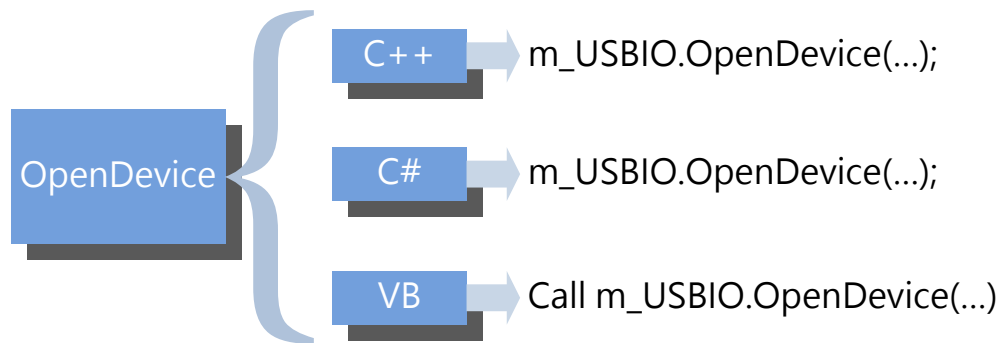 OpenDevice
C++
m_USBIO.OpenDevice(...);
C#
m_USBIO.OpenDevice(...);
VB
Call m_USBIO.OpenDevice(...)